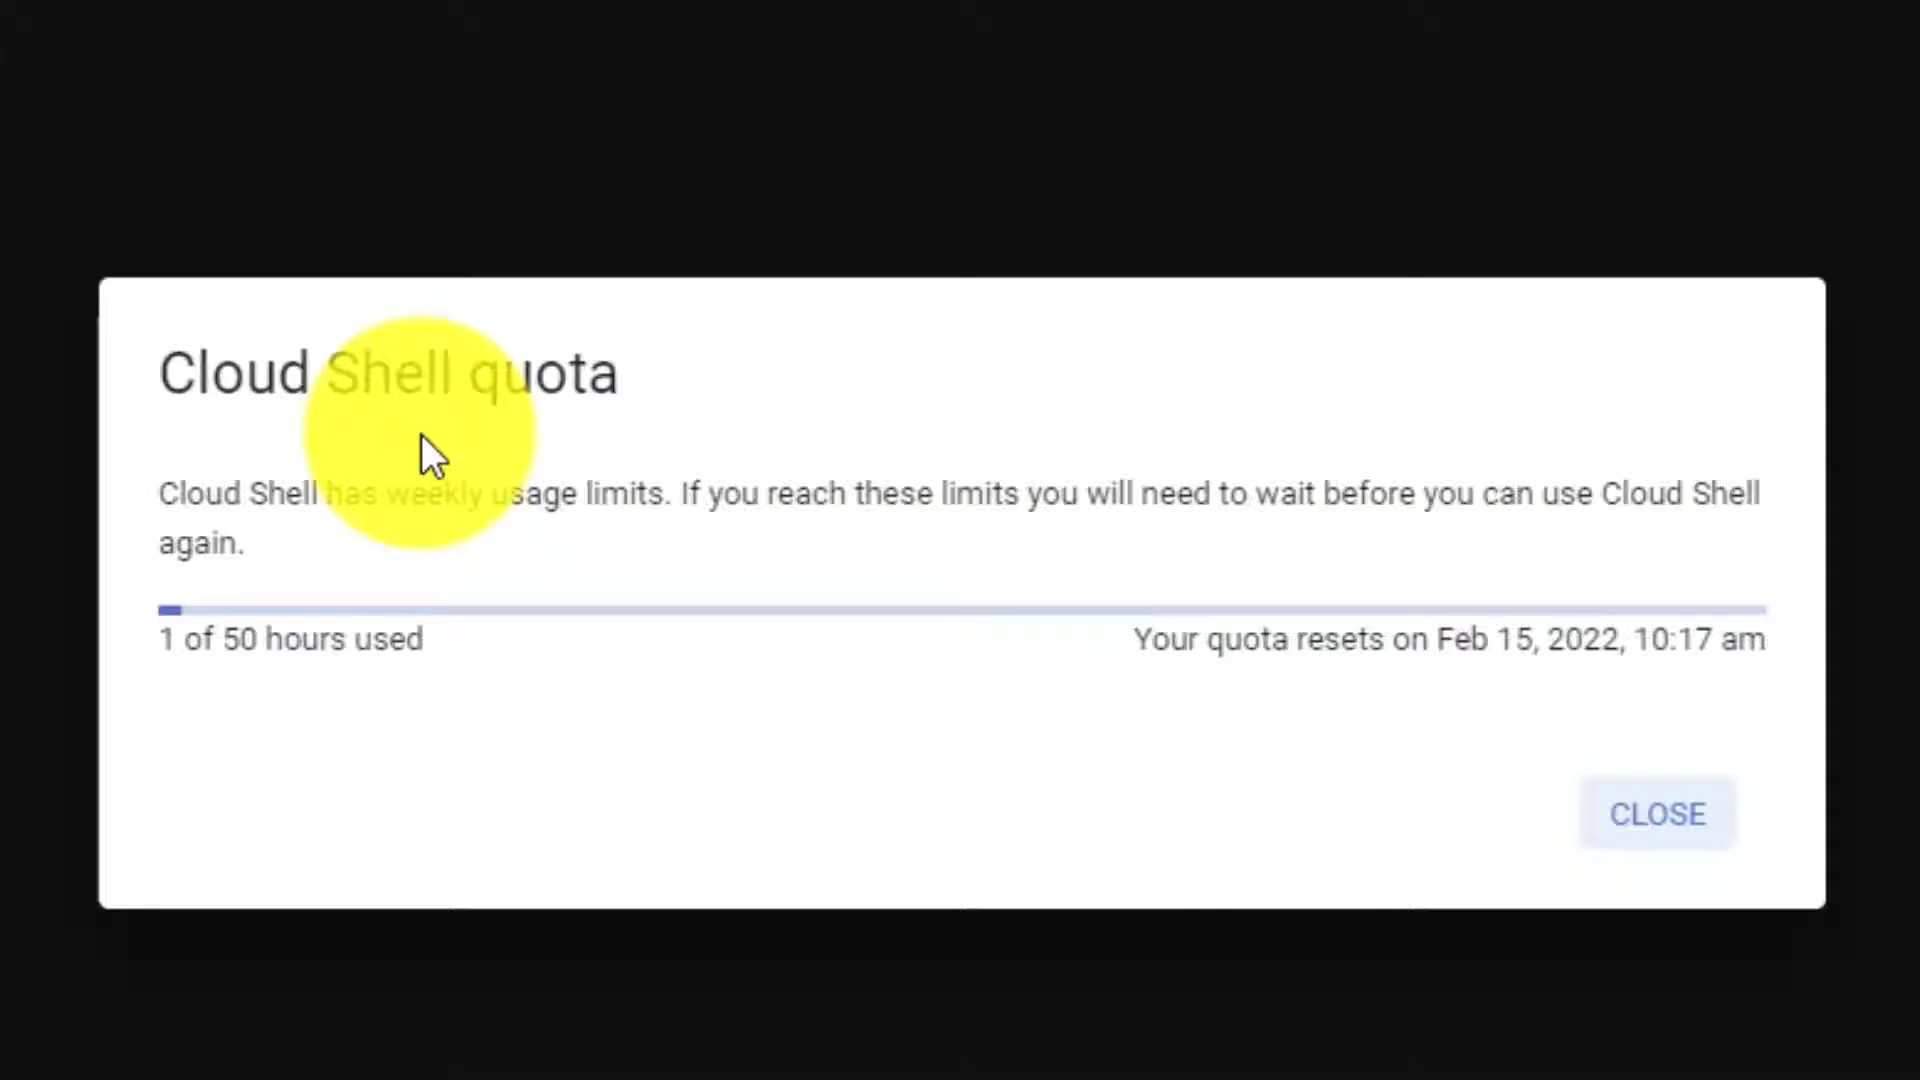 Cloud Shell quota
Cloud Shell has weekly usage limits. If you reach these limits you will need to wait before you can use Cloud Shell
again.
1 of 50 hours used
Your quota resets on Feb 15, 2022, 10:17 am
CLOSE